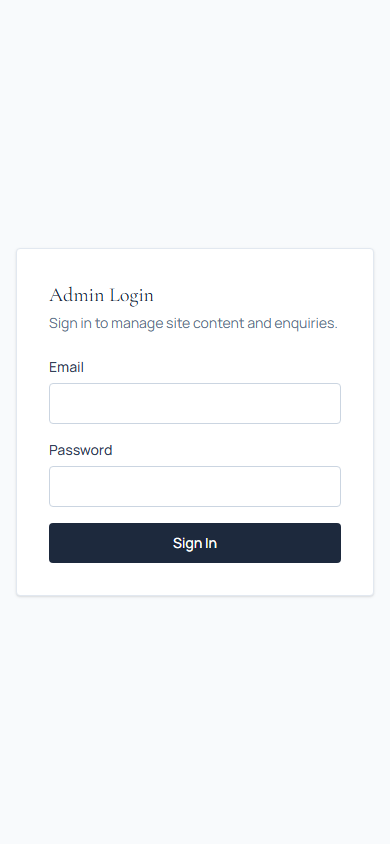 Admin Login
Sign in to manage site content and enquiries.
Email
Password
Sign In